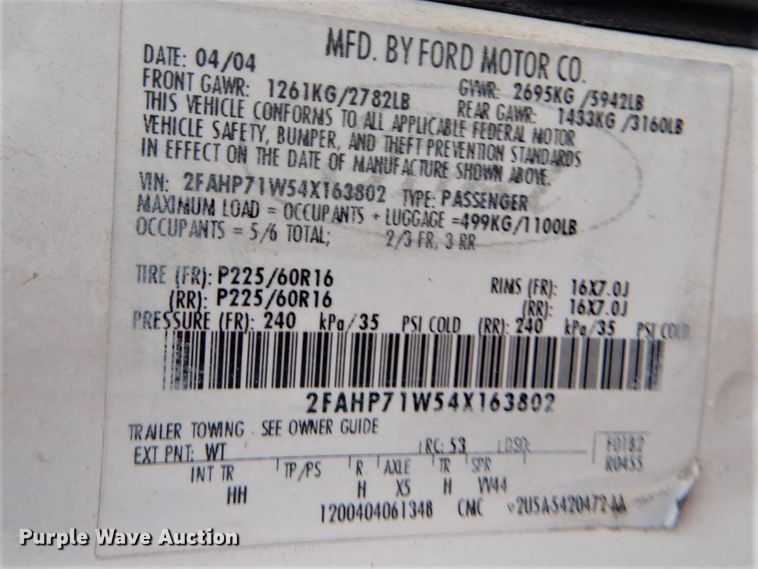 MFD. BY FORD MOTOR CO.
DATE: 04/04
GVWR: 2695KG /5942LB
FRONT GAWR: 1261KG/2782LB
REAR GAWR: 1433KG /3160LB
THIS VEHICLE CONFORMS TO ALL APPLICABLE FEDERAL MOTOR
VEHICLE SAFETY, BUMPER, AND THEFT PREVENTION STANDARDS
IN EFFECT ON THE DATE OF MANUFACTURE SHOWN ABOVE.
VIN: 2FAHP71W54X163802 TYPE: PASSENGER
MAXIMUM LOAD = OCCUPANTS + LUGGAGE =499KG/1100LB
OCCUPANTS = 5/6 TOTAL; 2/3 FR, 3 RR
TIRE (FR): P225/60R16 RIMS (FR): 16X7.0J
(RR): P225/60R16 (RR): 16X7.0J
PRESSURE (FR): 240 kPa/35 PSI COLD (RR): 240 kPa/35 PSI COLD
2FAHP71W54X163802
TRAILER TOWING - SEE OWNER GUIDE
EXT PNT: WT RC: 53 DSO: F0182
R0455
INT TR TP/PS R AXLE TR SPR
HH H X5 H VV44
1200404061348 CMC 2U5A-5420472-AA
Purple Wave Auction